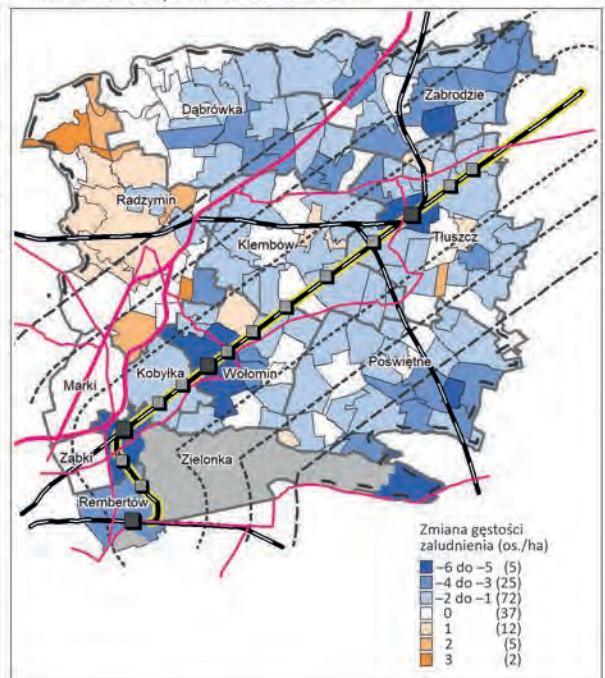 Dąbrówka
Zabrodzie
Radzymin
Klembów
Tłuszcz
Kobyłka
Wołomin
Poświętne
Marki
Ząbki
Zielonka
Rembertów
Zmiana gęstości
zaludnienia (os./ha)
−6 do −5 (5)
−4 do −3 (25)
−2 do −1 (72)
0 (37)
1 (12)
2 (5)
3 (2)